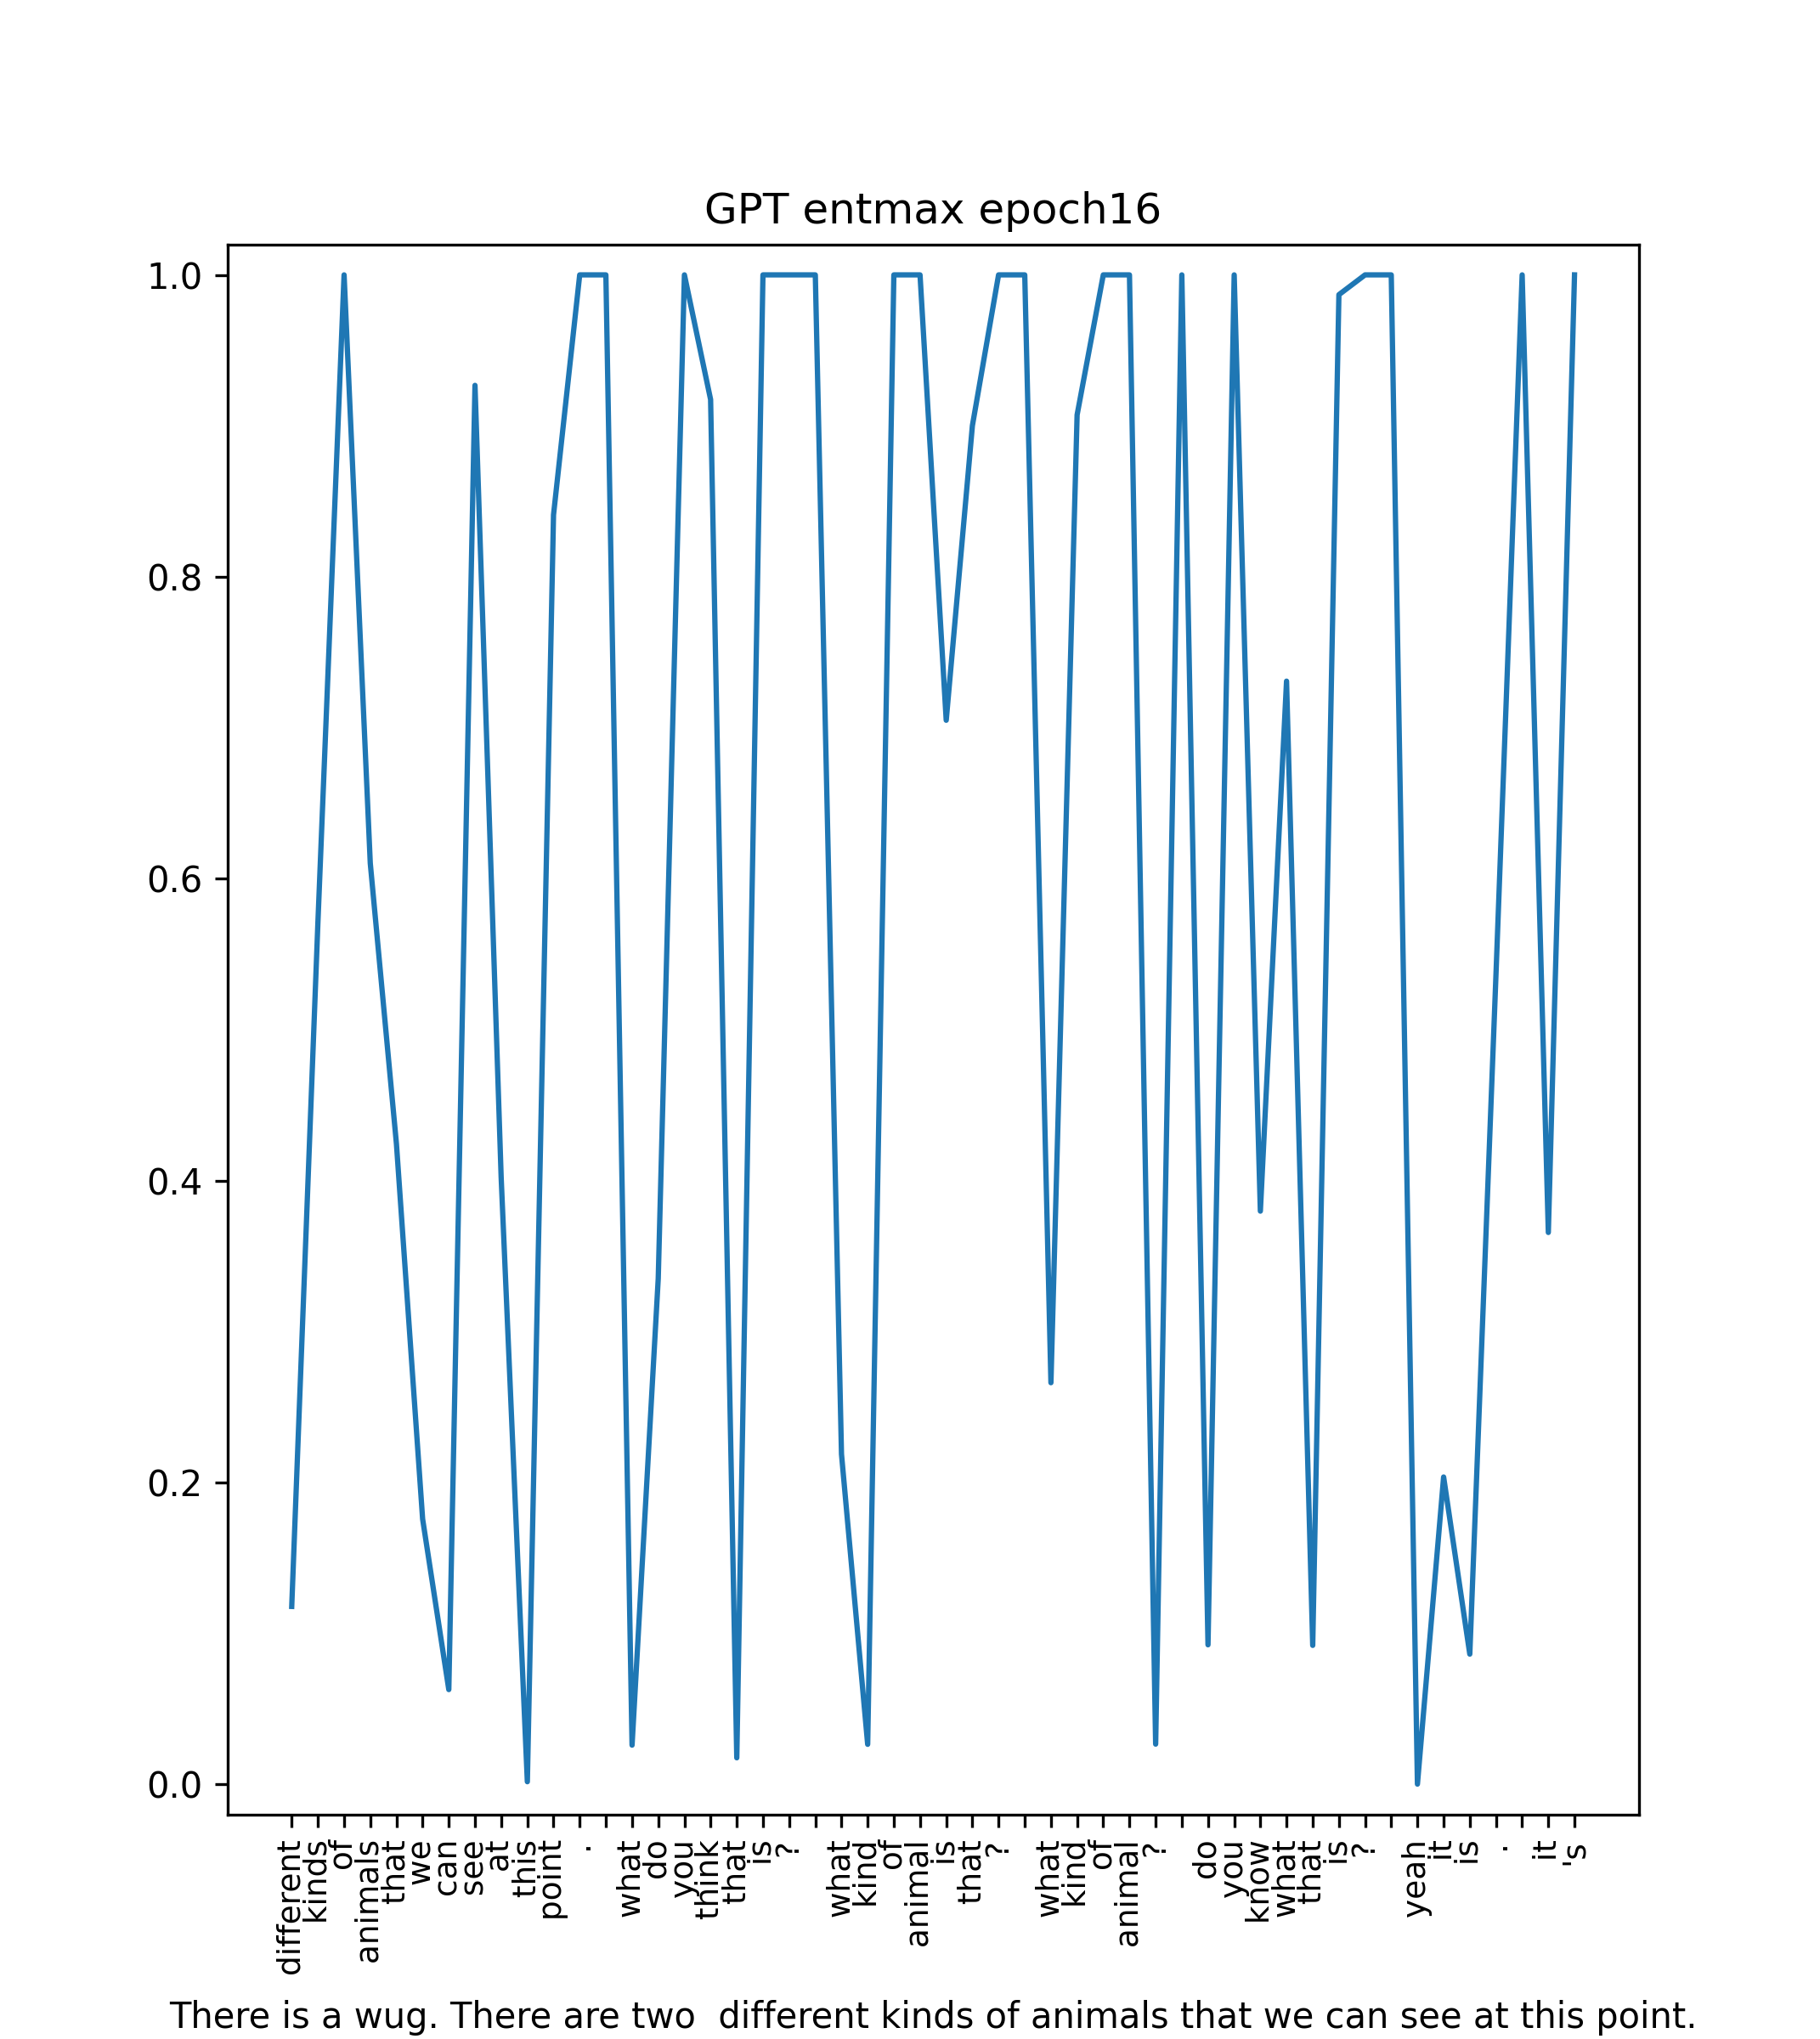 GPT entmax epoch16
1.0
0.8
0.6
0.4
0.2
0.0
different
kinds
of
animals
that
we
can
see
at
this
point
.
what
do
you
think
that
is
?
what
kind
of
animal
is
that
?
what
kind
of
animal
?
do
you
know
what
that
is
?
yeah
it
is
.
it
's
There is a wug. There are two  different kinds of animals that we can see at this point.